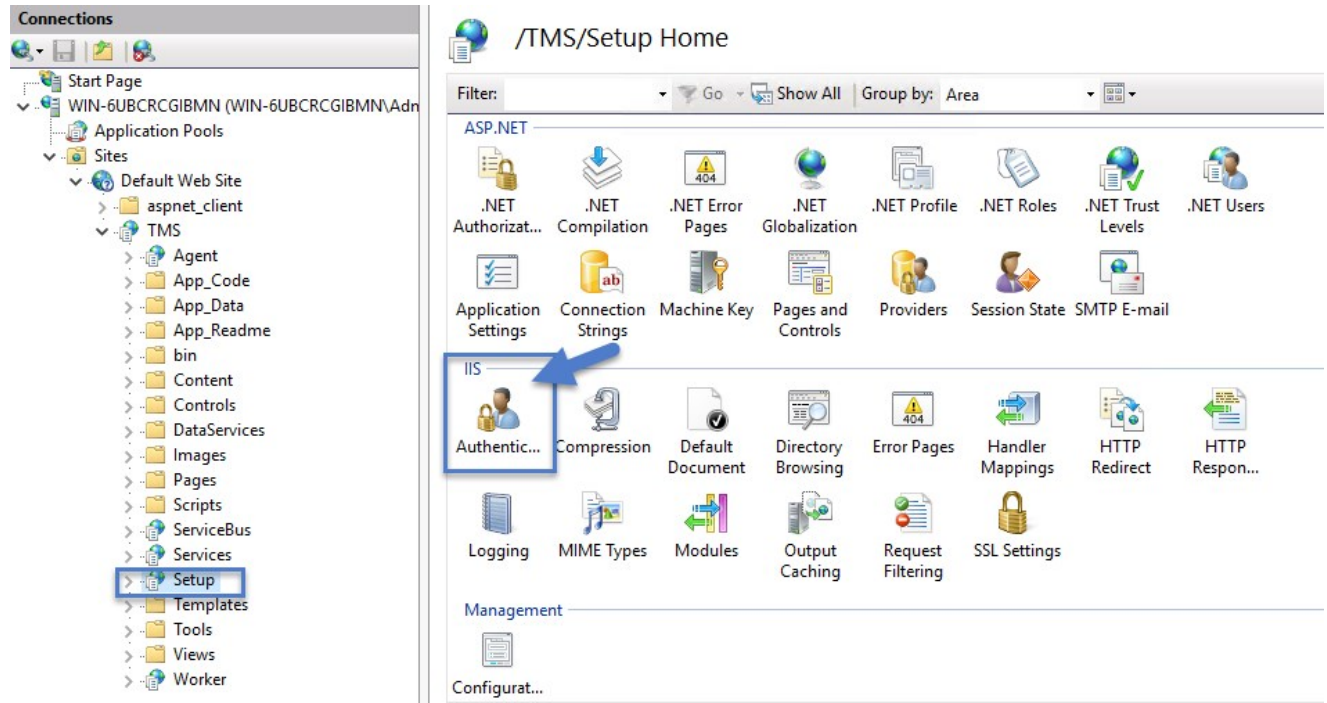 Connections
Start Page
WIN-6UBCRCGIBMN (WIN-6UBCRCGIBMN\Adn
Application Pools
Sites
Default Web Site
aspnet_client
TMS
Agent
App_Code
App_Data
App_Readme
bin
Content
Controls
DataServices
Images
Pages
Scripts
ServiceBus
Services
Setup
Templates
Tools
Views
Worker
/TMS/Setup Home
Filter: Go Show All Group by: Area
ASP.NET
.NET Authorizat...
.NET Compilation
.NET Error Pages
.NET Globalization
.NET Profile
.NET Roles
.NET Trust Levels
.NET Users
Application Settings
Connection Strings
Machine Key
Pages and Controls
Providers
Session State
SMTP E-mail
IIS
Authentic...
Compression
Default Document
Directory Browsing
Error Pages
Handler Mappings
HTTP Redirect
HTTP Respon...
Logging
MIME Types
Modules
Output Caching
Request Filtering
SSL Settings
Management
Configurat...